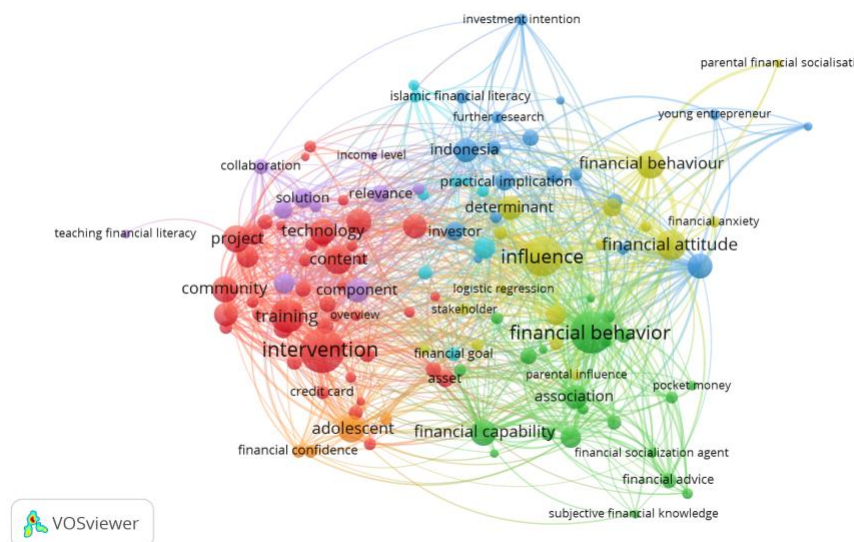 investment intention
parental financial socialisati
islamic financial literacy
further research
young entrepreneur
indonesia
income level
collaboration
financial behaviour
practical implication
solution
relevance
determinant
financial anxiety
teaching financial literacy
project
technology
investor
financial attitude
content
influence
community
component
logistic regression
training
overview
stakeholder
financial behavior
intervention
financial goal
asset
parental influence
credit card
association
pocket money
adolescent
financial capability
financial confidence
financial socialization agent
financial advice
subjective financial knowledge
VOSviewer